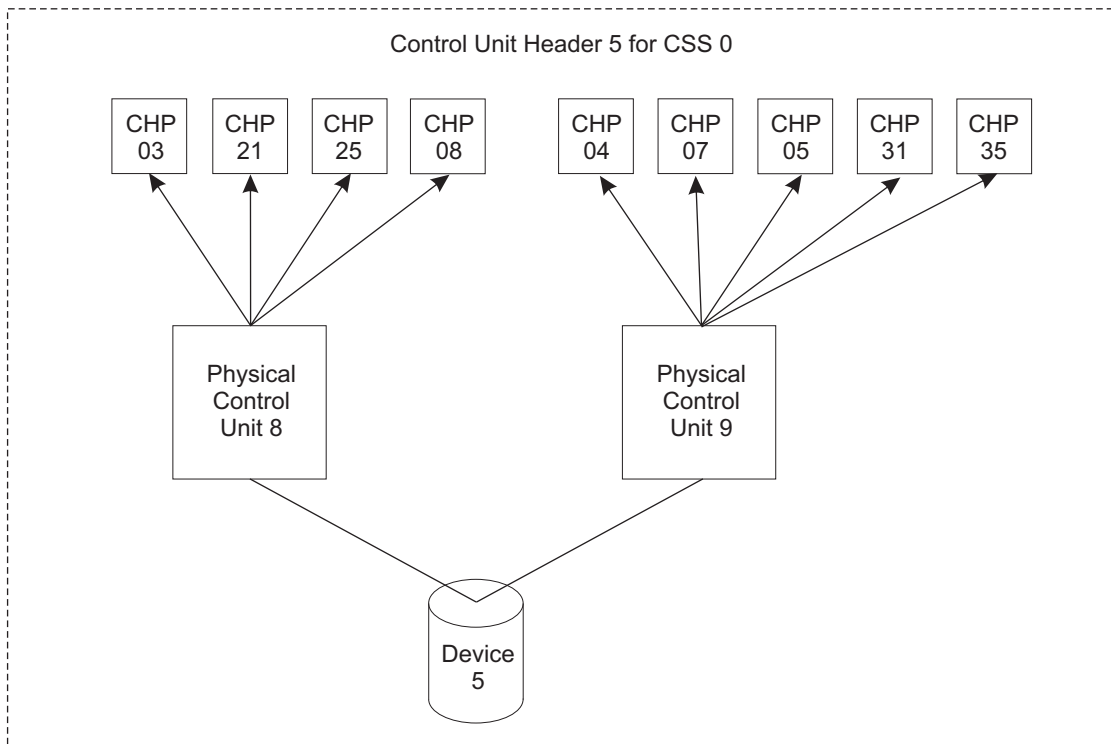 Control Unit Header 5 for CSS 0
CHP
03
CHP
21
CHP
25
CHP
08
CHP
04
CHP
07
CHP
05
CHP
31
CHP
35
Physical
Control
Unit 8
Physical
Control
Unit 9
Device
5